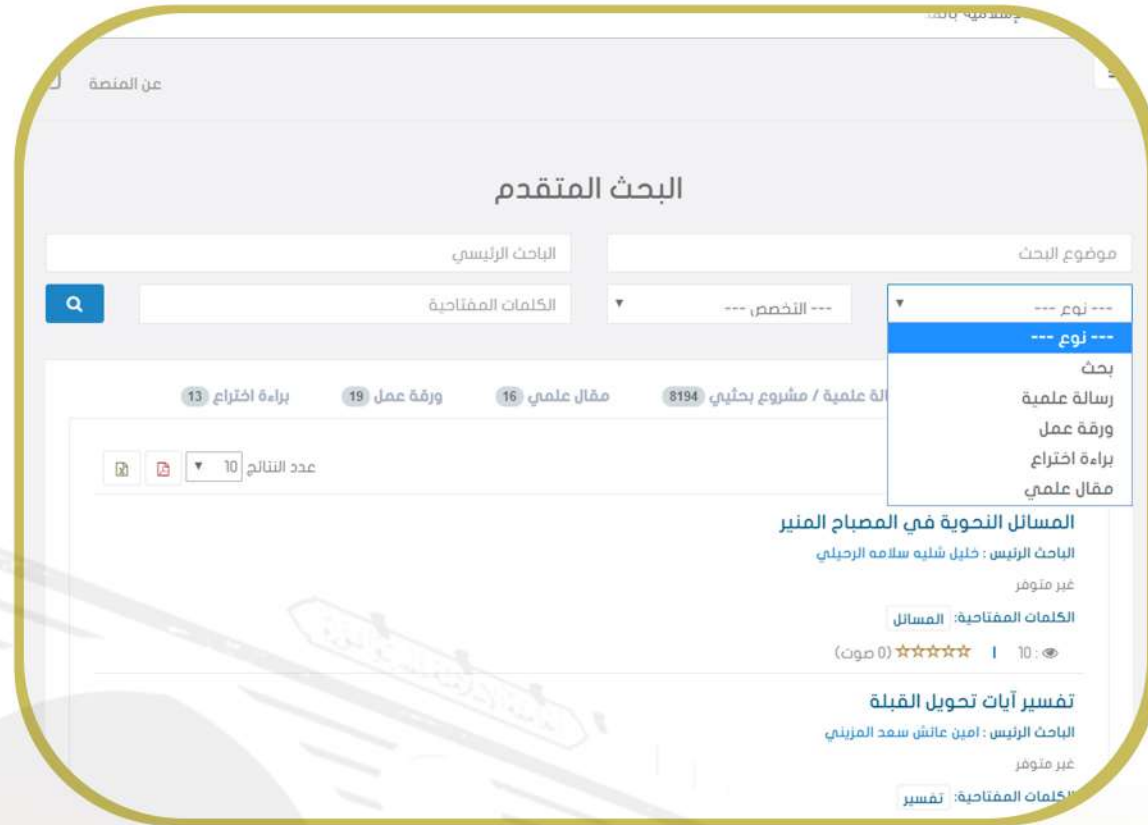 عن المنصة
البحث المتقدم
موضوع البحث
الباحث الرئيسي
--- نوع ---
--- التخصص ---
الكلمات المفتاحية
--- نوع ---
بحث
رسالة علمية
ورقة عمل
براءة اختراع
مقال علمي
علمية / مشروع بحثي 8194
مقال علمي 16
ورقة عمل 19
براءة اختراع 13
عدد النتائج 10
المسائل النحوية في المصباح المنير
الباحث الرئيس : خليل شليه سلامه الرحيلي
غير متوفر
الكلمات المفتاحية: المسائل
10 : | (0 صوت)
تفسير آيات تحويل القبلة
الباحث الرئيس : امين عائش سعد المزيني
غير متوفر
الكلمات المفتاحية: تفسير